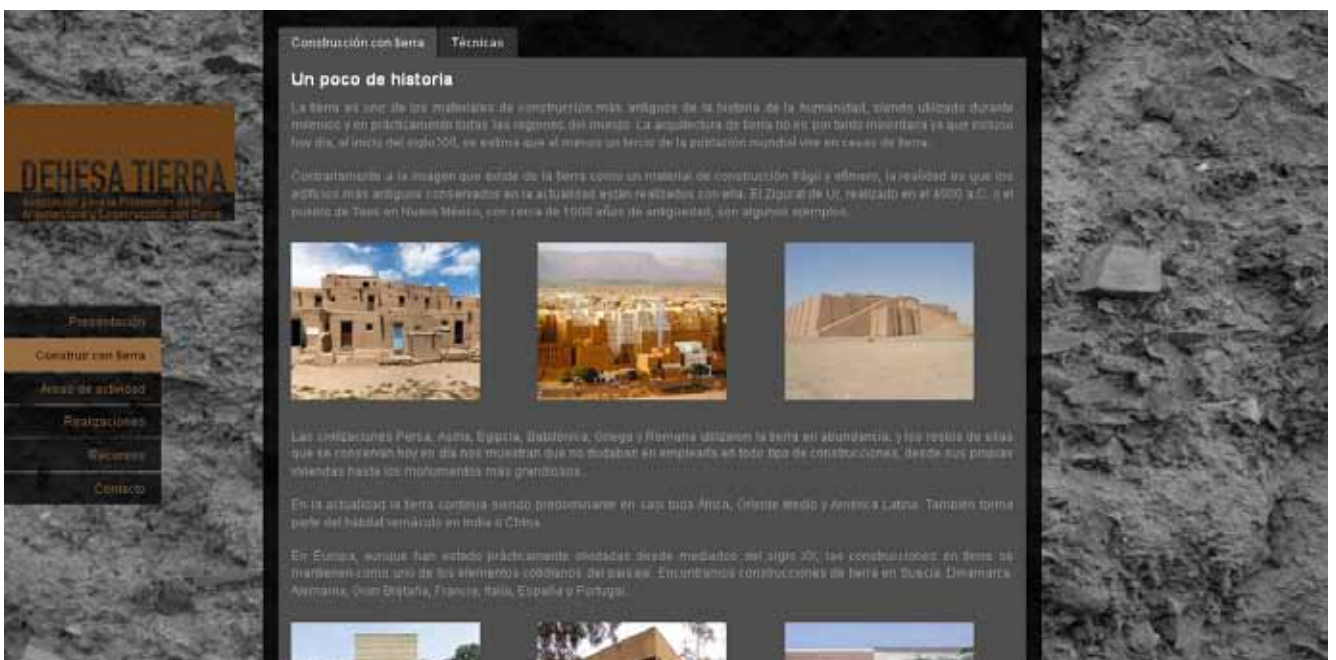 Construcción con tierra
Técnicas
Un poco de historia
La tierra es uno de los materiales de construcción más antiguos de la historia de la humanidad, siendo utilizado durante
milenios y en prácticamente todas las regiones del mundo. La arquitectura de tierra no es por tanto minoritaria ya que incluso
hoy día, al inicio del siglo XXI, se estima que al menos un tercio de la población mundial vive en casas de tierra.
Contrariamente a la imagen que existe de la tierra como un material de construcción frágil y efímero, la realidad es que los
edificios más antiguos conservados en la actualidad están realizados con ella. El Zigurat de Ur, realizado en el 4000 a.C. o el
pueblo de Taos en Nuevo México, con cerca de 1000 años de antigüedad, son algunos ejemplos.
DEHESA TIERRA
Presentación
Construir con tierra
Áreas de actividad
Realizaciones
Recursos
Contacto
Las civilizaciones Persa, Asiria, Egipcia, Babilónica, Griega y Romana utilizaron la tierra en abundancia, y los restos de ellas
que se conservan hoy en día nos muestran que no dudaban en emplearla en todo tipo de construcciones, desde sus propias
viviendas hasta los monumentos más grandiosos.
En la actualidad la tierra continua siendo predominante en casi toda África, Oriente Medio y América Latina. También forma
parte del hábitat vernáculo en India o China.
En Europa, aunque han estado prácticamente olvidadas desde mediados del siglo XX, las construcciones en tierra se
mantienen como uno de los elementos cotidianos del paisaje. Encontramos construcciones de tierra en Suecia, Dinamarca,
Alemania, Gran Bretaña, Francia, Italia, España o Portugal.